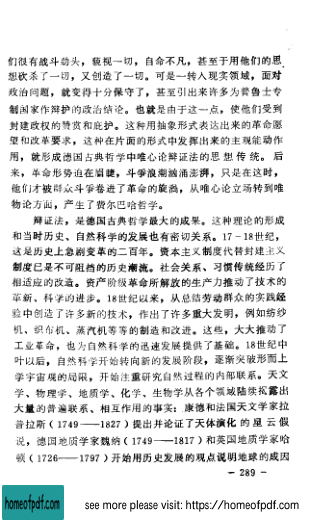 们很有战斗劲头，藐视一切，自命不凡，甚至于用他们的思
想砍杀了一切，又创造了一切。可是一转入现实领域，面对
政治问题，就变得十分保守了，甚至引出来许多为普鲁士专
制国家作辩护的政治结论。也就是由于这一点，使他们受到
封建政权的赞赏和庇护。这种用抽象形式表达出来的革命愿
望和改革要求，这种在片面的形式中发挥出来的主观能动作
用，就形成德国古典哲学中唯心论辩证法的思想传统。后
来，革命形势迫在眉睫，斗争浪潮汹涌澎湃，只是在这时，
他们才被群众斗争卷进了革命的旋涡，从唯心论立场转到唯
物论方面，产生了费尔巴哈哲学。
辩证法，是德国古典哲学最大的成果。这种理论的形成
和当时历史、自然科学的发展也有密切关系。17－18世纪，
这是历史上急剧变革的二百年。资本主义制度代替封建主义
制度已是不可阻挡的历史潮流。社会关系、习惯传统经历了
相适应的改造。资产阶级革命所解放的生产力推动了技术的
革新、科学的进步。18世纪以来，从总结劳动群众的实践经
验中创造了许多新的技术，作出了许多重大发明，例如纺纱
机、织布机、蒸汽机等等的制造和改进。这些，大大推动了
工业革命，也为自然科学的迅速发展提供了基础。18世纪中
叶以后，自然科学开始转向新的发展阶段，逐渐突破形而上
学宇宙观的局限，开始注重研究自然过程的内部联系。天文
学、物理学、地质学、化学、生物学从各个领域陆续揭露出
大量的普遍联系、相互作用的事实：康德和法国天文学家拉
普拉斯（1749——1827）提出并论证了天体演化的星云假
说，德国地质学家魏纳（1749——1817）和英国地质学家哈
顿（1726——1797）开始用历史发展的观点说明地球的成因
－289－
homeofpdf.com
see more please visit: https://homeofpdf.com